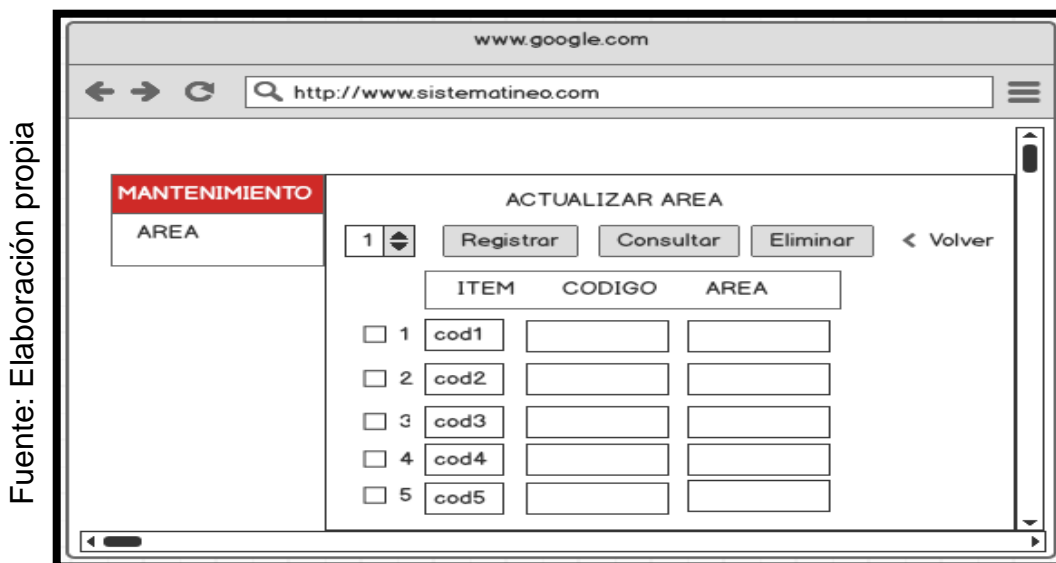 www.google.com
http://www.sistematineo.com
MANTENIMIENTO
AREA
ACTUALIZAR AREA
1 Registrar Consultar Eliminar < Volver
ITEM CODIGO AREA
1 cod1
2 cod2
3 cod3
4 cod4
5 cod5
Fuente: Elaboración propia